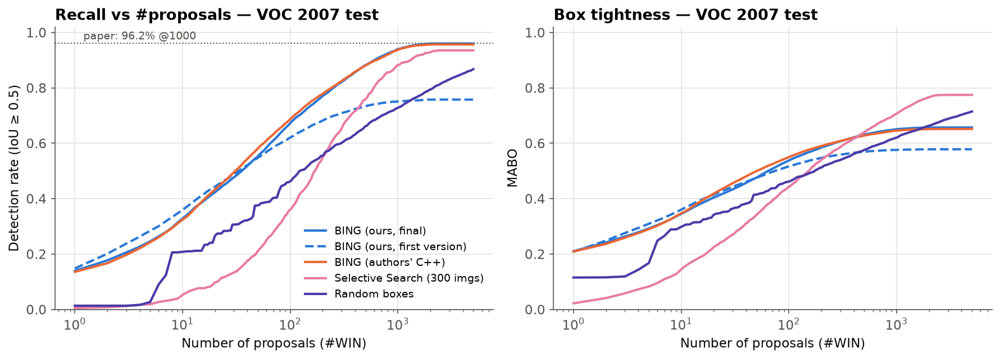 Recall vs #proposals — VOC 2007 test
paper: 96.2% @1000
1.0
0.8
0.6
0.4
0.2
0.0
Detection rate (IoU ≥ 0.5)
BING (ours, final)
BING (ours, first version)
BING (authors' C++)
Selective Search (300 imgs)
Random boxes
10⁰
10¹
10²
10³
Number of proposals (#WIN)
Box tightness — VOC 2007 test
1.0
0.8
0.6
0.4
0.2
0.0
MABO
10⁰
10¹
10²
10³
Number of proposals (#WIN)